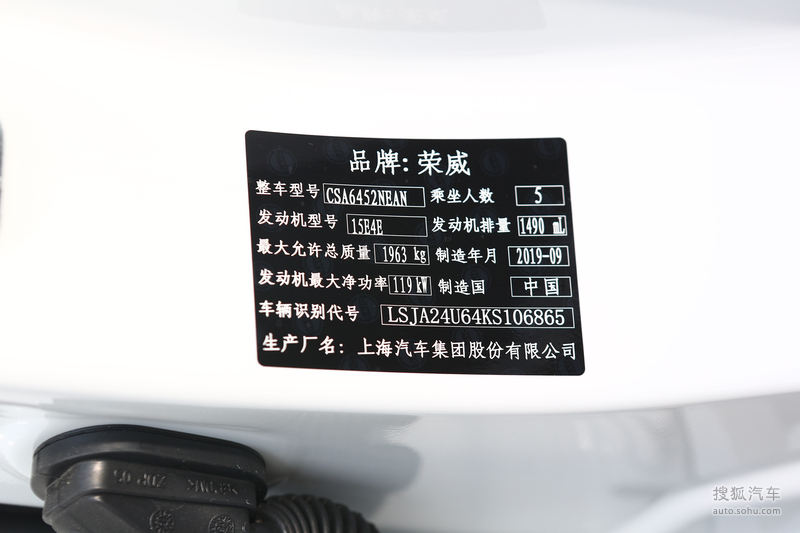 品牌: 荣威
整车型号 CSA6452NEAN 乘坐人数 5
发动机型号 15E4E 发动机排量 1490 mL
最大允许总质量 1963 kg 制造年月 2019-09
发动机最大净功率 119 kW 制造国 中国
车辆识别代号 LSJA24U64KS106865
生产厂名: 上海汽车集团股份有限公司
搜狐汽车
auto.sohu.com